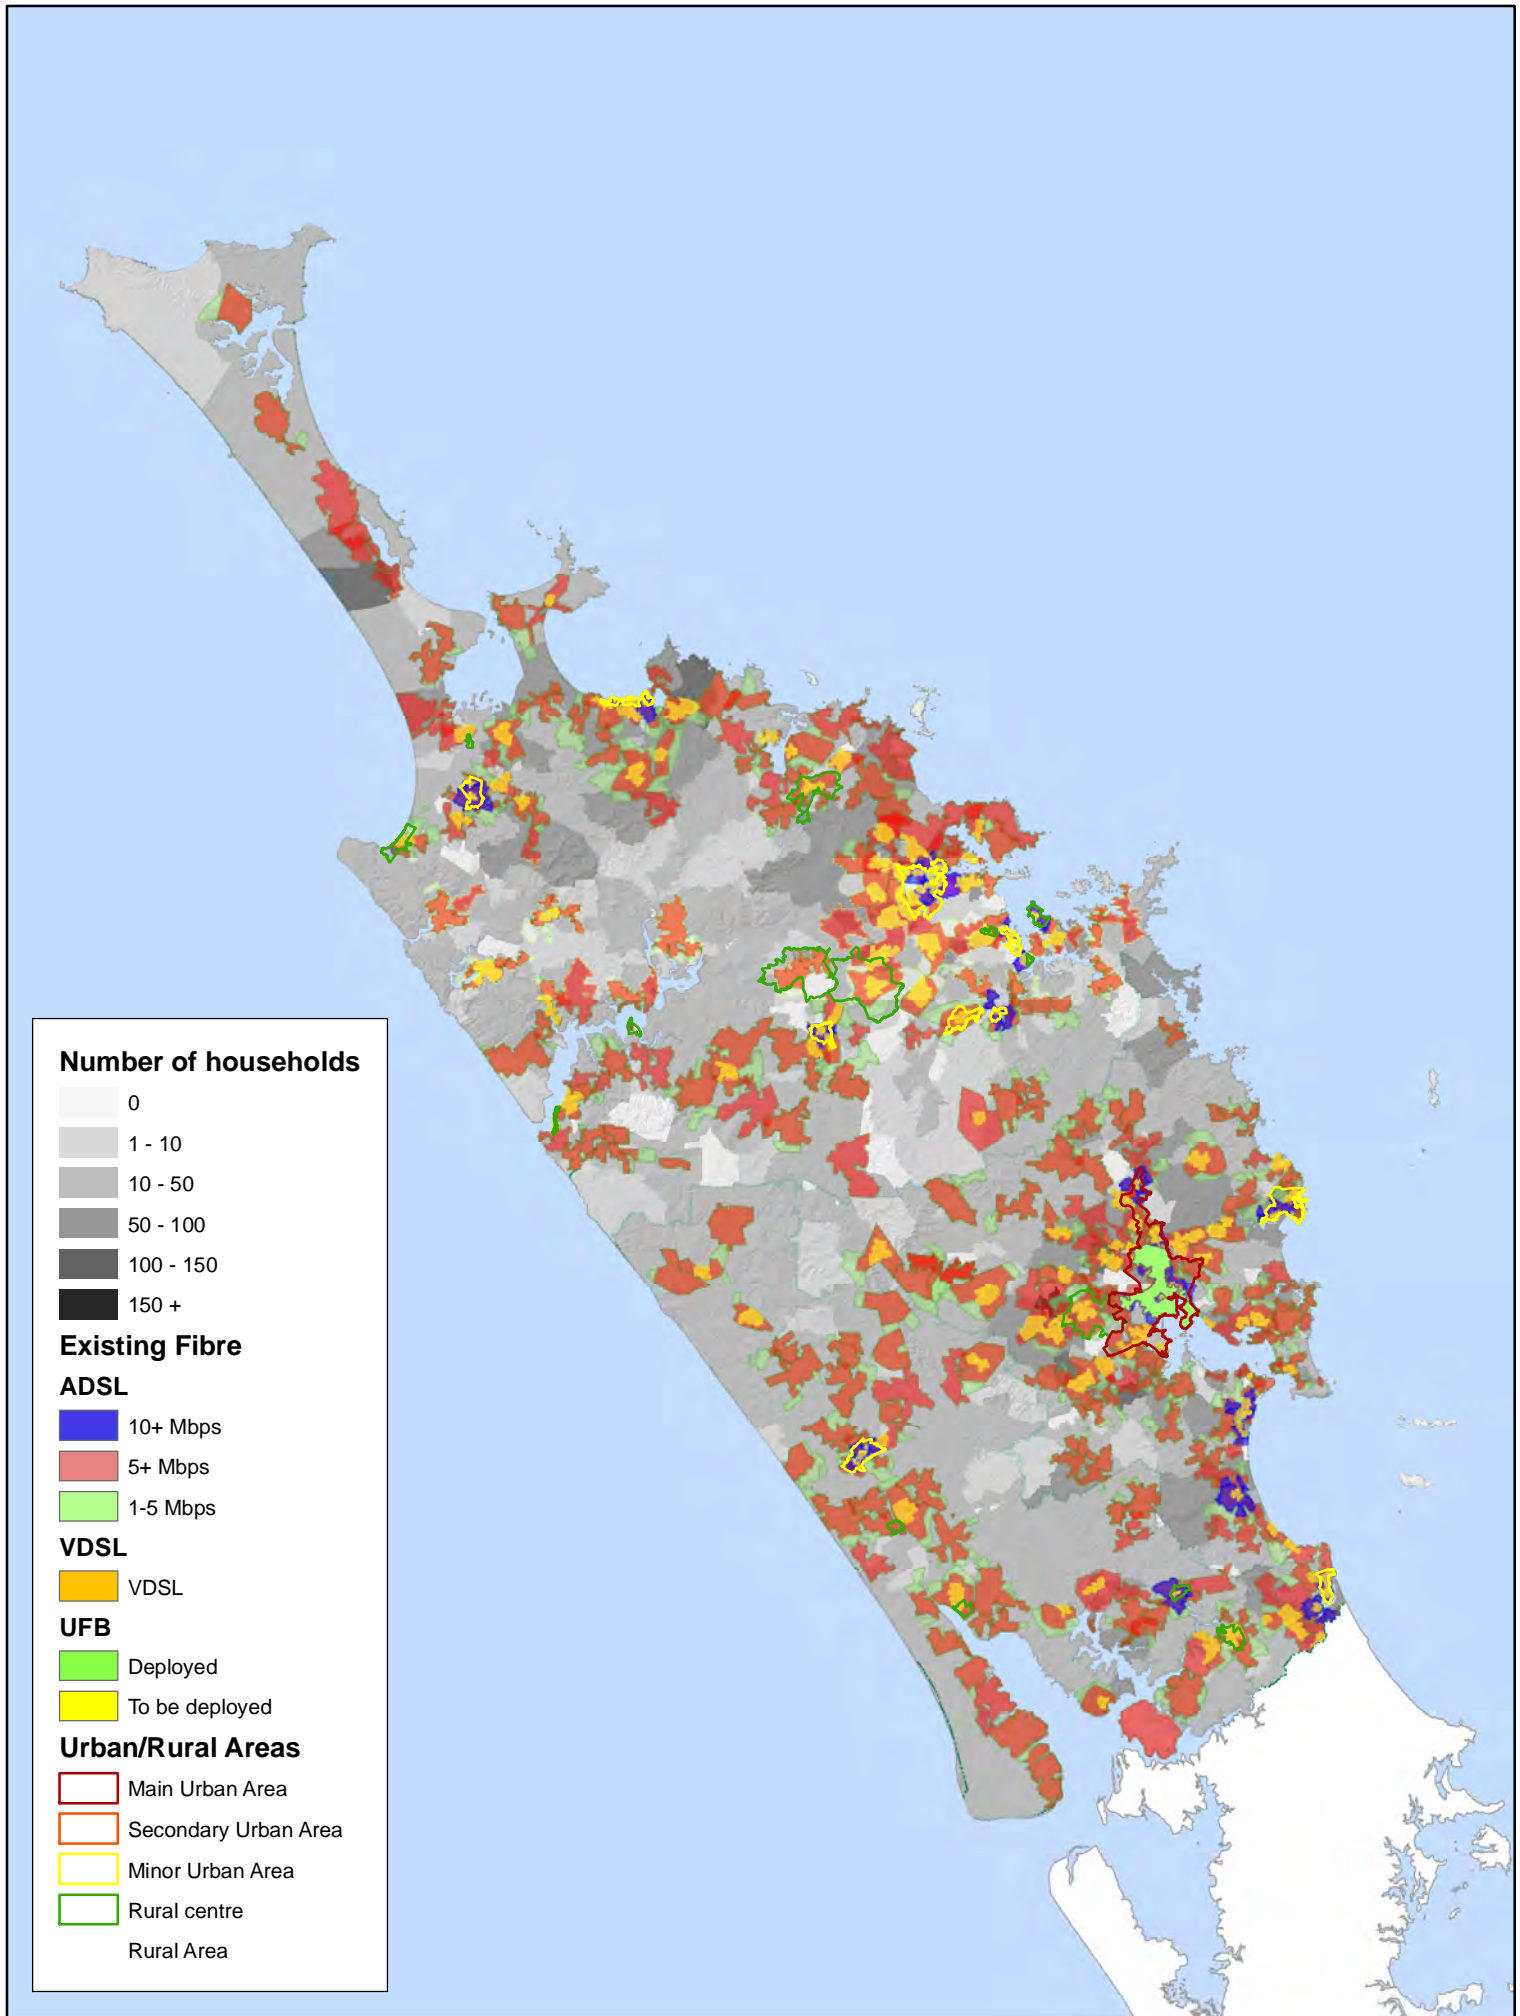 Number of households
0
1 - 10
10 - 50
50 - 100
100 - 150
150 +
Existing Fibre
ADSL
10+ Mbps
5+ Mbps
1-5 Mbps
VDSL
VDSL
UFB
Deployed
To be deployed
Urban/Rural Areas
Main Urban Area
Secondary Urban Area
Minor Urban Area
Rural centre
Rural Area